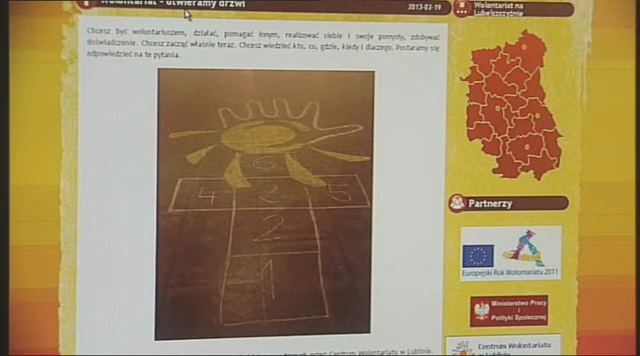 Wolontariat - otwieramy drzwi
2013-02-19
Chcesz być wolontariuszem, działać, pomagać innym, realizować siebie i swoje pomysły, zdobywać
doświadczenie. Chcesz zacząć właśnie teraz. Chcesz wiedzieć kto, co, gdzie, kiedy i dlaczego. Postaramy się
odpowiedzieć na te pytania.
6
4 3 5
2
1
przez Centrum Wolontariatu w Lublinie.
Wolontariat na
Lubelszczyźnie
Partnerzy
Europejski Rok Wolontariatu 2011
Ministerstwo Pracy
i
Polityki Społecznej
Centrum Wolontariatu
w Lublinie